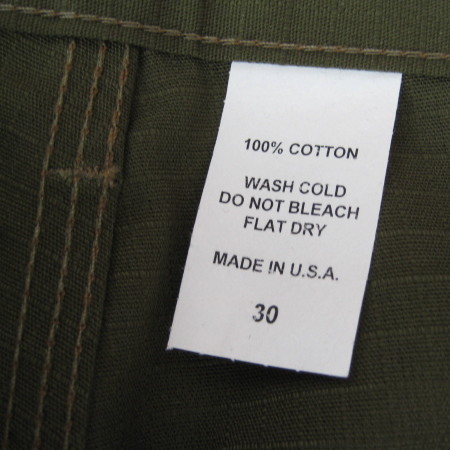 100% COTTON
WASH COLD
DO NOT BLEACH
FLAT DRY
MADE IN U.S.A.
30